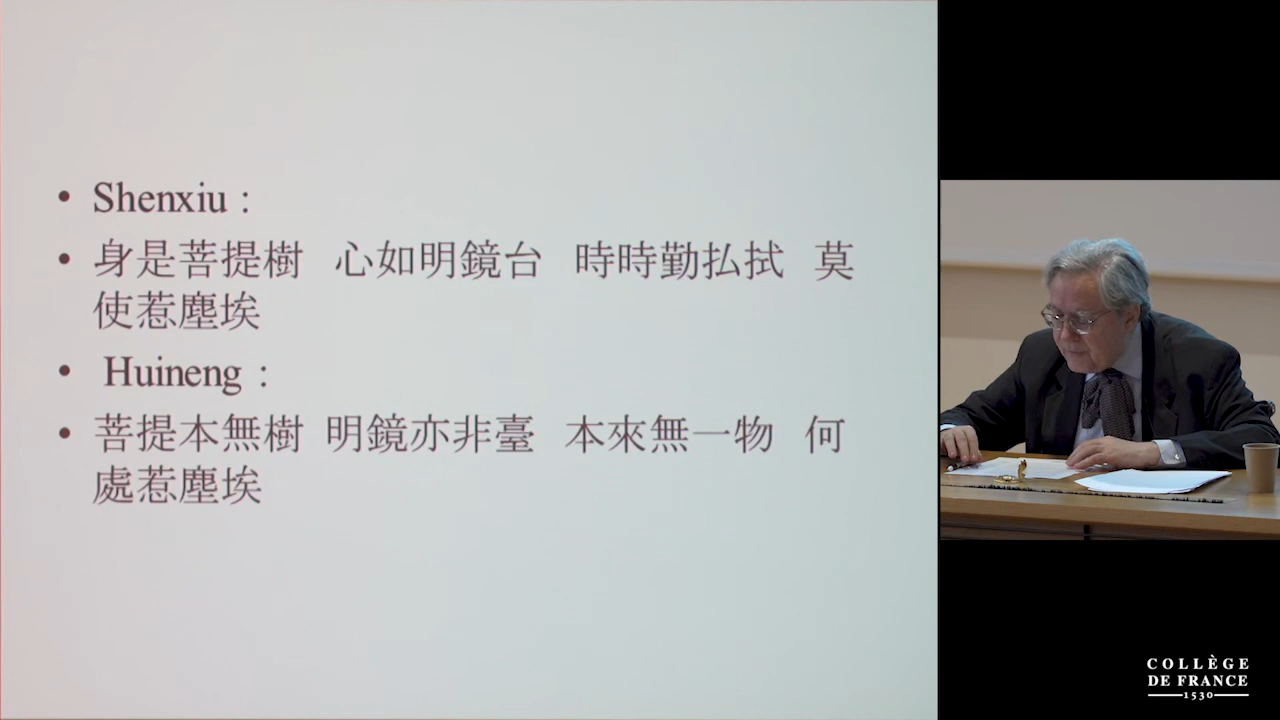 • Shenxiu :
• 身是菩提樹 心如明鏡台 時時勤払拭 莫
使惹塵埃
• Huineng :
• 菩提本無樹 明鏡亦非臺 本來無一物 何
處惹塵埃
COLLÈGE
DE FRANCE
1530